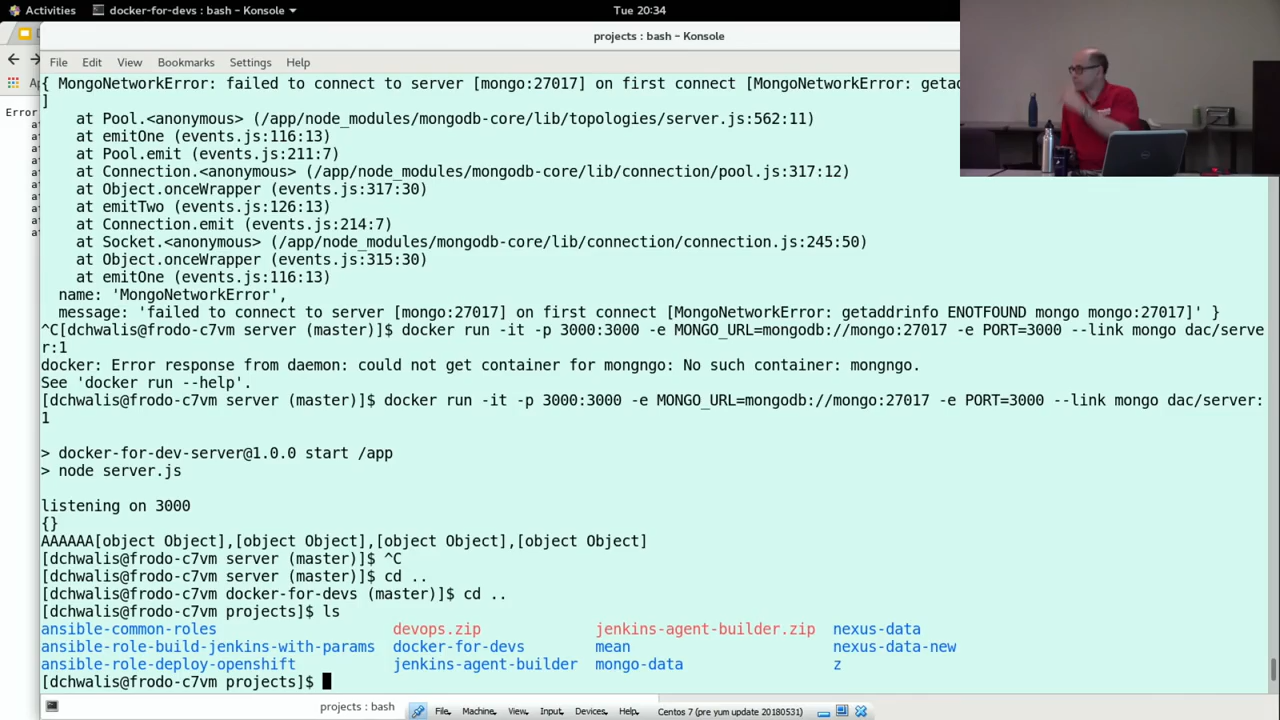 Activities docker-for-devs : bash - Konsole Tue 20:34
projects : bash - Konsole
File Edit View Bookmarks Settings Help
Error
{ MongoNetworkError: failed to connect to server [mongo:27017] on first connect [MongoNetworkError: getad
]
at Pool.<anonymous> (/app/node_modules/mongodb-core/lib/topologies/server.js:562:11)
at emitOne (events.js:116:13)
at Pool.emit (events.js:211:7)
at Connection.<anonymous> (/app/node_modules/mongodb-core/lib/connection/pool.js:317:12)
at Object.onceWrapper (events.js:317:30)
at emitTwo (events.js:126:13)
at Connection.emit (events.js:214:7)
at Socket.<anonymous> (/app/node_modules/mongodb-core/lib/connection/connection.js:245:50)
at Object.onceWrapper (events.js:315:30)
at emitOne (events.js:116:13)
name: 'MongoNetworkError',
message: 'failed to connect to server [mongo:27017] on first connect [MongoNetworkError: getaddrinfo ENOTFOUND mongo mongo:27017]' }
^C[dchwalis@frodo-c7vm server (master)]$ docker run -it -p 3000:3000 -e MONGO_URL=mongodb://mongo:27017 -e PORT=3000 --link mongo dac/serve
r:1
docker: Error response from daemon: could not get container for mongngo: No such container: mongngo.
See 'docker run --help'.
[dchwalis@frodo-c7vm server (master)]$ docker run -it -p 3000:3000 -e MONGO_URL=mongodb://mongo:27017 -e PORT=3000 --link mongo dac/server:
1
> docker-for-dev-server@1.0.0 start /app
> node server.js
listening on 3000
{}
AAAAAA[object Object],[object Object],[object Object],[object Object]
[dchwalis@frodo-c7vm server (master)]$ ^C
[dchwalis@frodo-c7vm server (master)]$ cd ..
[dchwalis@frodo-c7vm docker-for-devs (master)]$ cd ..
[dchwalis@frodo-c7vm projects]$ ls
ansible-common-roles devops.zip jenkins-agent-builder.zip nexus-data
ansible-role-build-jenkins-with-params docker-for-devs mean nexus-data-new
ansible-role-deploy-openshift jenkins-agent-builder mongo-data z
[dchwalis@frodo-c7vm projects]$
projects : bash
File Machine View Input Devices Help Centos 7 (pre yum update 20180531)